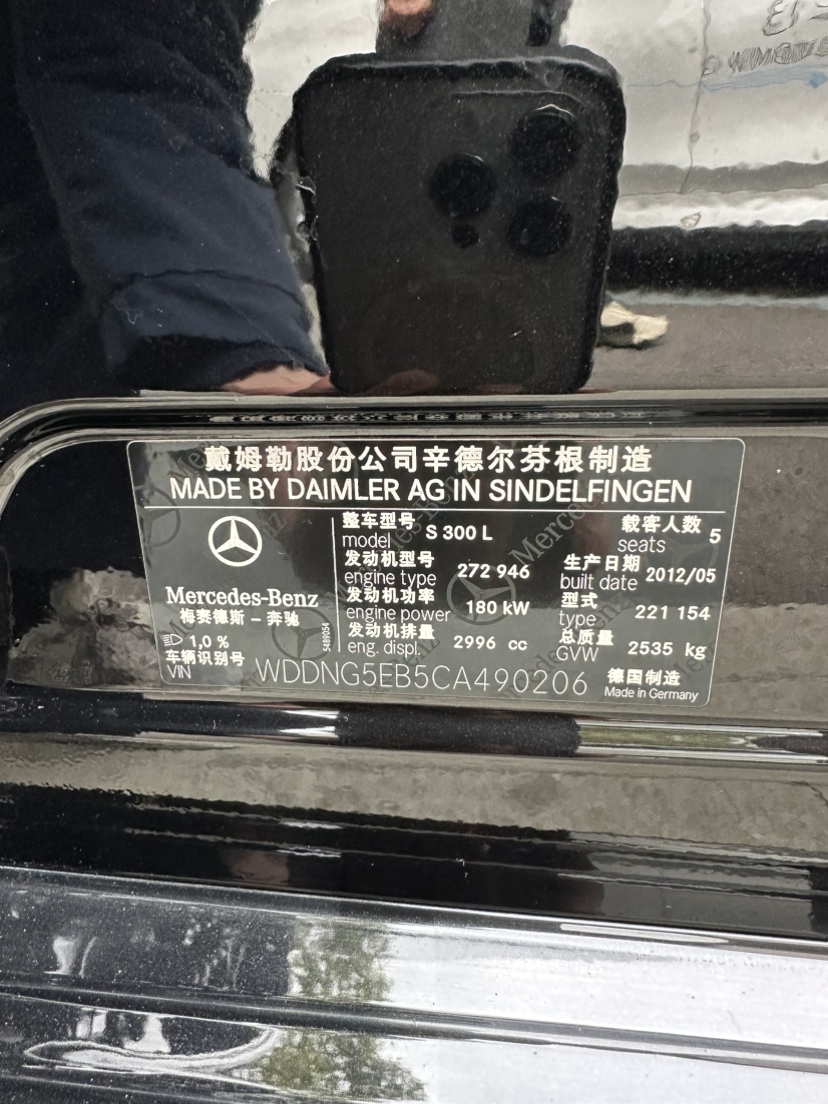 戴姆勒股份公司辛德尔芬根制造
MADE BY DAIMLER AG IN SINDELFINGEN
Mercedes-Benz
梅赛德斯－奔驰
1,0 %
5489054
整车型号 model S 300 L
载客人数 seats 5
发动机型号 engine type 272 946
生产日期 built date 2012/05
发动机功率 engine power 180 kW
型式 type 221 154
发动机排量 eng. displ. 2996 cc
总质量 GVW 2535 kg
车辆识别号 VIN WDDNG5EB5CA490206
德国制造
Made in Germany